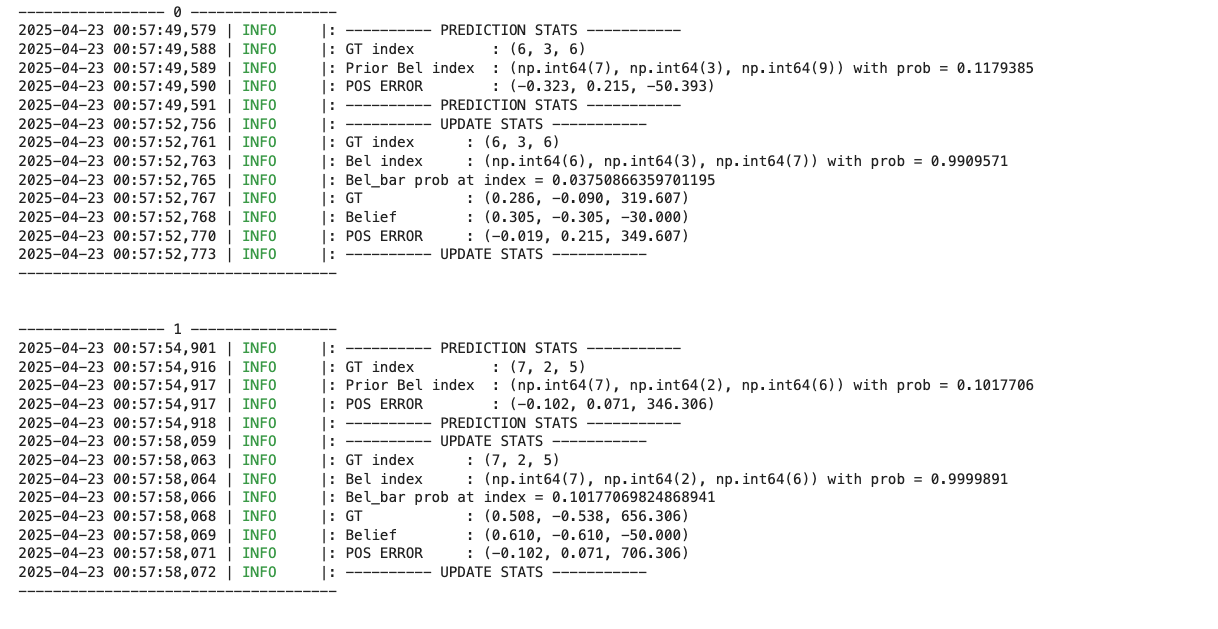 ----------------- 0 -----------------
2025-04-23 00:57:49,579 | INFO     |: ---------- PREDICTION STATS -----------
2025-04-23 00:57:49,588 | INFO     |: GT index         : (6, 3, 6)
2025-04-23 00:57:49,589 | INFO     |: Prior Bel index  : (np.int64(7), np.int64(3), np.int64(9)) with prob = 0.1179385
2025-04-23 00:57:49,590 | INFO     |: POS ERROR        : (-0.323, 0.215, -50.393)
2025-04-23 00:57:49,591 | INFO     |: ---------- PREDICTION STATS -----------
2025-04-23 00:57:52,756 | INFO     |: ---------- UPDATE STATS -----------
2025-04-23 00:57:52,761 | INFO     |: GT index      : (6, 3, 6)
2025-04-23 00:57:52,763 | INFO     |: Bel index     : (np.int64(6), np.int64(3), np.int64(7)) with prob = 0.9909571
2025-04-23 00:57:52,765 | INFO     |: Bel_bar prob at index = 0.03750866359701195
2025-04-23 00:57:52,767 | INFO     |: GT            : (0.286, -0.090, 319.607)
2025-04-23 00:57:52,768 | INFO     |: Belief        : (0.305, -0.305, -30.000)
2025-04-23 00:57:52,770 | INFO     |: POS ERROR     : (-0.019, 0.215, 349.607)
2025-04-23 00:57:52,773 | INFO     |: ---------- UPDATE STATS -----------
-------------------------------------
----------------- 1 -----------------
2025-04-23 00:57:54,901 | INFO     |: ---------- PREDICTION STATS -----------
2025-04-23 00:57:54,916 | INFO     |: GT index         : (7, 2, 5)
2025-04-23 00:57:54,917 | INFO     |: Prior Bel index  : (np.int64(7), np.int64(2), np.int64(6)) with prob = 0.1017706
2025-04-23 00:57:54,917 | INFO     |: POS ERROR        : (-0.102, 0.071, 346.306)
2025-04-23 00:57:54,918 | INFO     |: ---------- PREDICTION STATS -----------
2025-04-23 00:57:58,059 | INFO     |: ---------- UPDATE STATS -----------
2025-04-23 00:57:58,063 | INFO     |: GT index      : (7, 2, 5)
2025-04-23 00:57:58,064 | INFO     |: Bel index     : (np.int64(7), np.int64(2), np.int64(6)) with prob = 0.9999891
2025-04-23 00:57:58,066 | INFO     |: Bel_bar prob at index = 0.10177069824868941
2025-04-23 00:57:58,068 | INFO     |: GT            : (0.508, -0.538, 656.306)
2025-04-23 00:57:58,069 | INFO     |: Belief        : (0.610, -0.610, -50.000)
2025-04-23 00:57:58,071 | INFO     |: POS ERROR     : (-0.102, 0.071, 706.306)
2025-04-23 00:57:58,072 | INFO     |: ---------- UPDATE STATS -----------
-------------------------------------